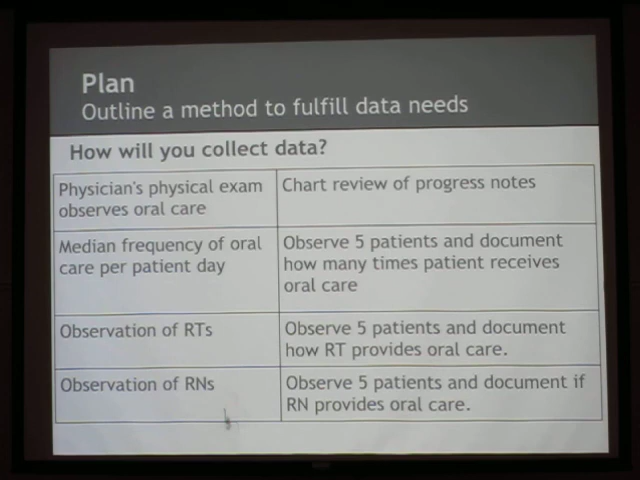 Plan
Outline a method to fulfill data needs
How will you collect data?
Physician's physical exam
observes oral care
Chart review of progress notes
Median frequency of oral
care per patient day
Observe 5 patients and document
how many times patient receives
oral care
Observation of RTs
Observe 5 patients and document
how RT provides oral care.
Observation of RNs
Observe 5 patients and document if
RN provides oral care.